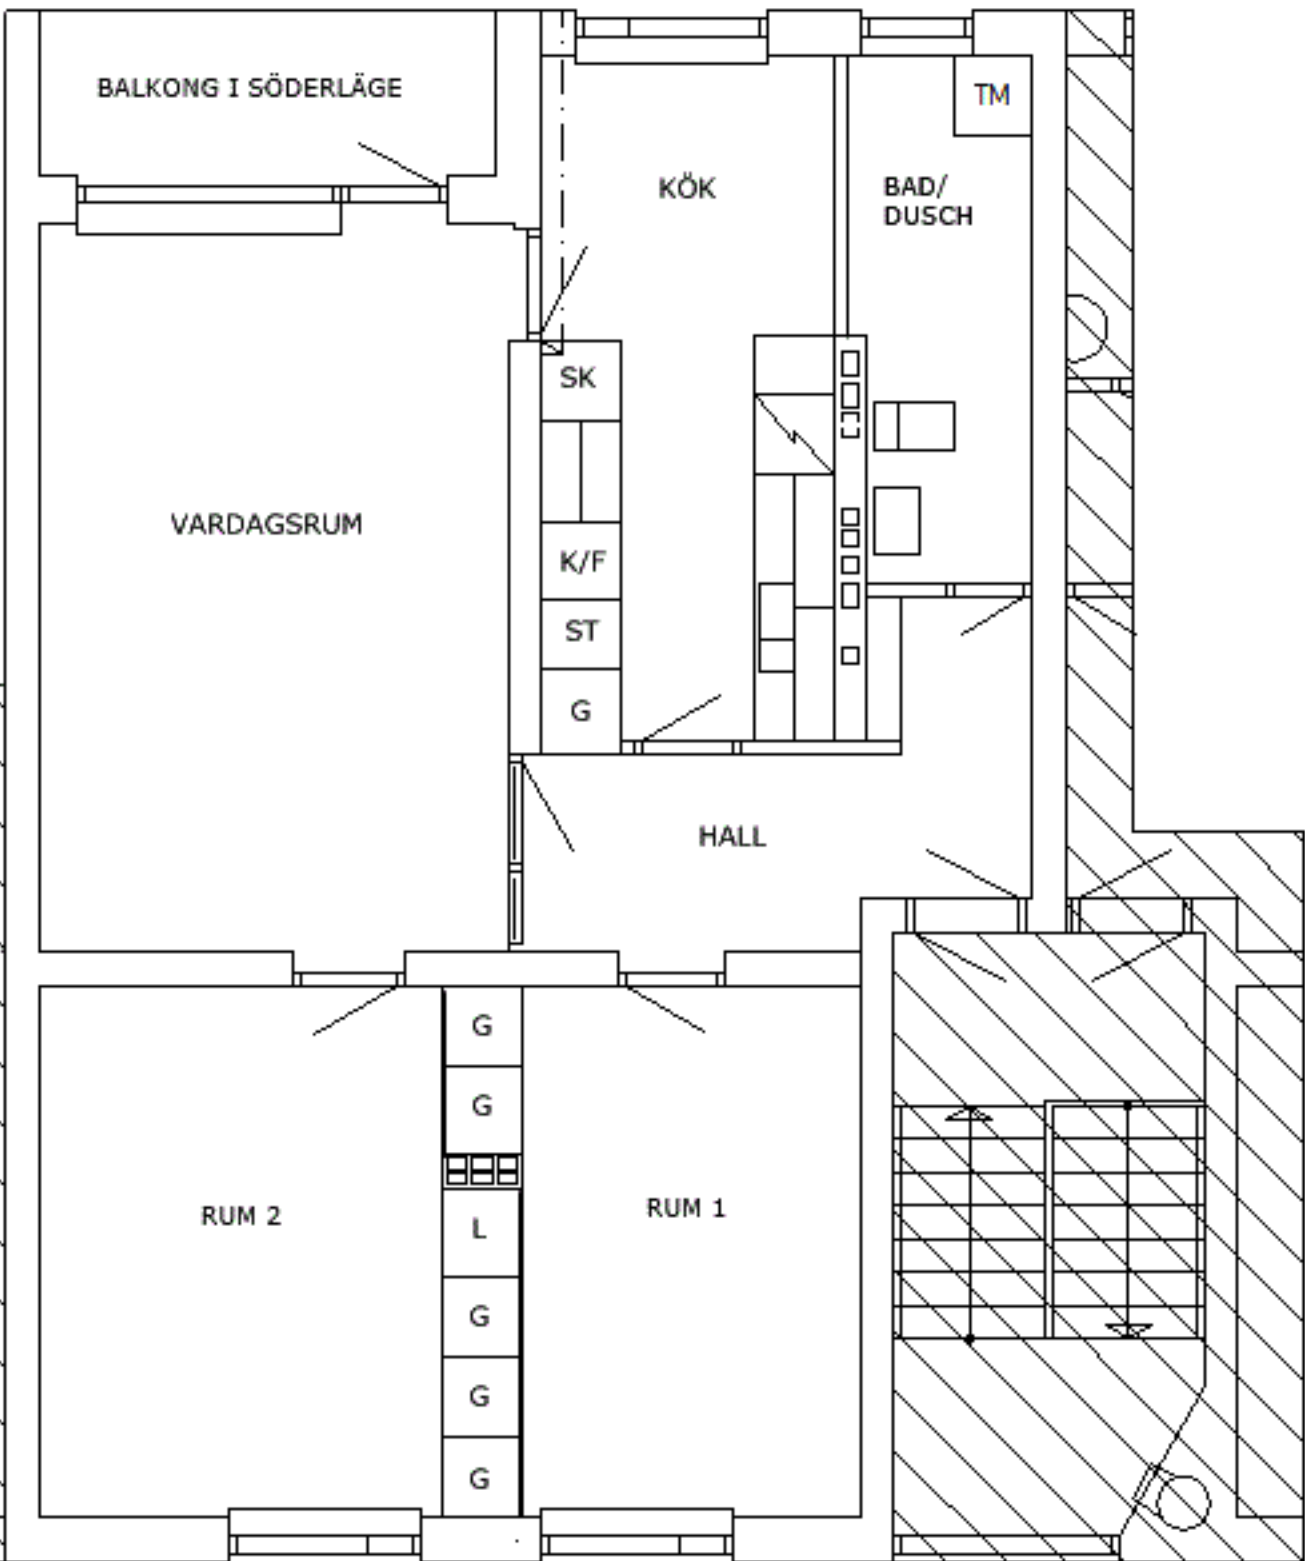 BALKONG I SÖDERLÄGE
TM
KÖK
BAD/
DUSCH
SK
VARDAGSRUM
K/F
ST
G
HALL
G
G
RUM 2
RUM 1
L
G
G
G